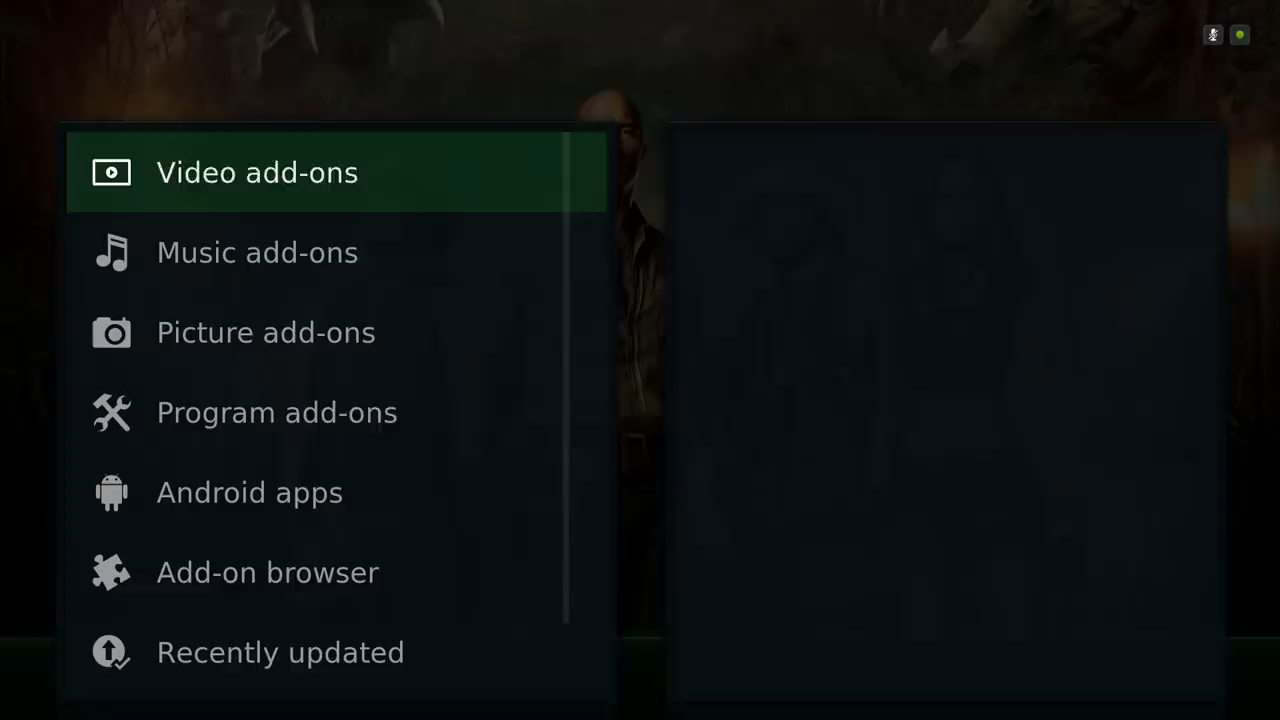 Video add-ons
Music add-ons
Picture add-ons
Program add-ons
Android apps
Add-on browser
Recently updated